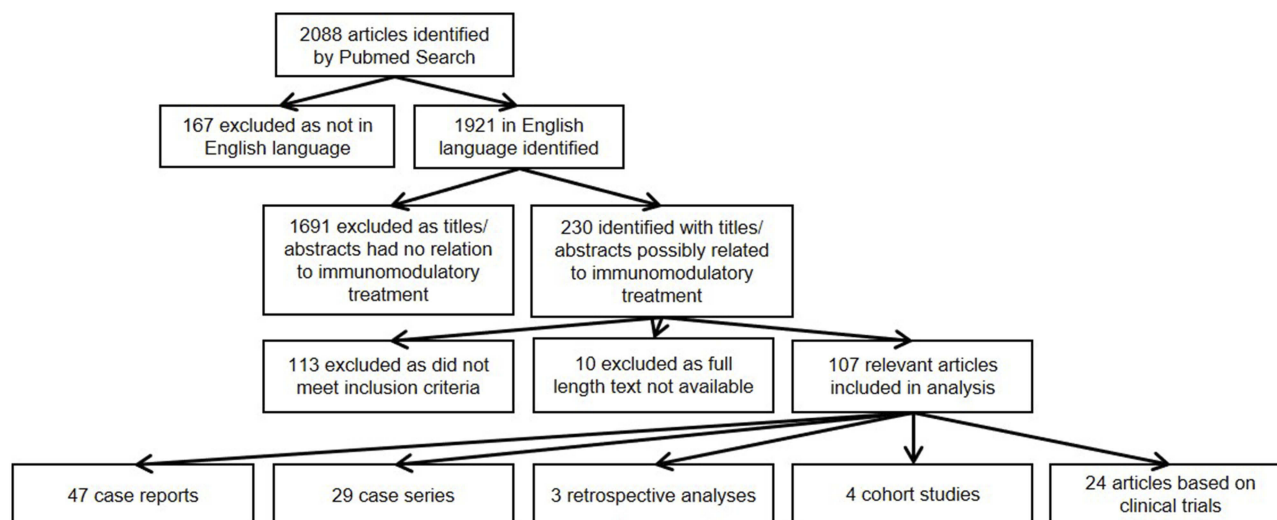 2088 articles identified
by Pubmed Search
167 excluded as not in
English language
1921 in English
language identified
1691 excluded as titles/
abstracts had no relation
to immunomodulatory
treatment
230 identified with titles/
abstracts possibly related
to immunomodulatory
treatment
113 excluded as did not
meet inclusion criteria
10 excluded as full
length text not available
107 relevant articles
included in analysis
47 case reports
29 case series
3 retrospective analyses
4 cohort studies
24 articles based on
clinical trials